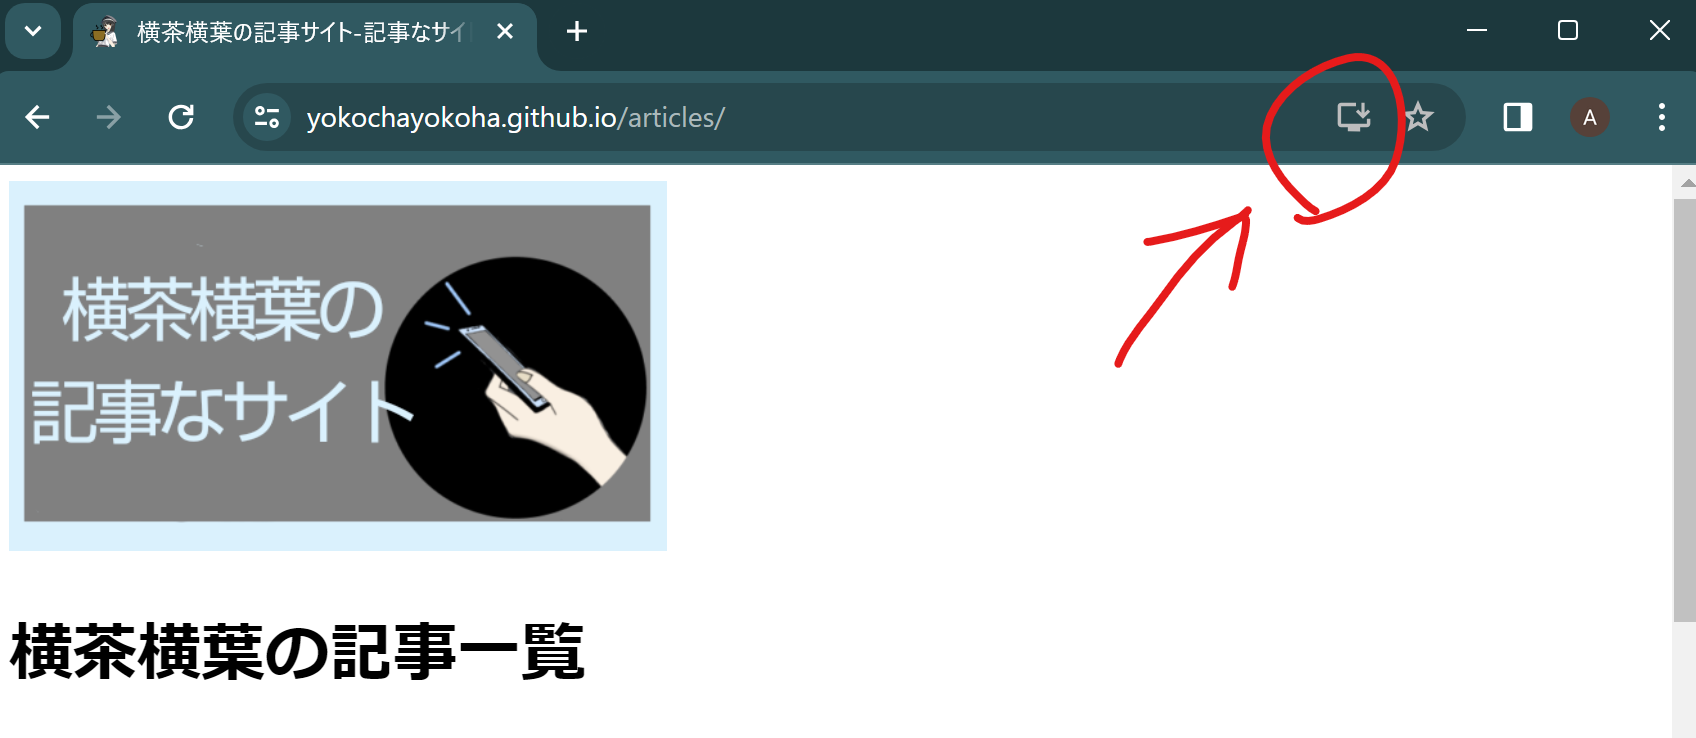 横茶横葉の記事サイト-記事なサイ
yokochayokoha.github.io/articles/
A
横茶横葉の
記事なサイト
横茶横葉の記事一覧